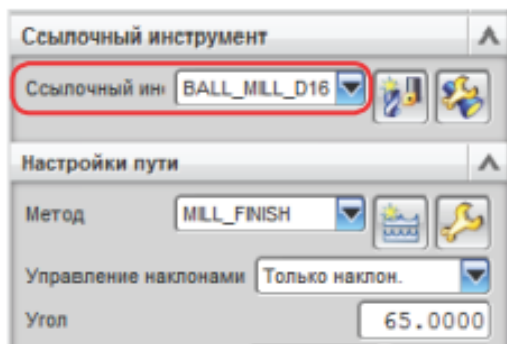 Ссылочный инструмент
Ссылочный ин BALL_MILL_D16
Настройки пути
Метод MILL_FINISH
Управление наклонами Только наклон.
Угол 65.0000